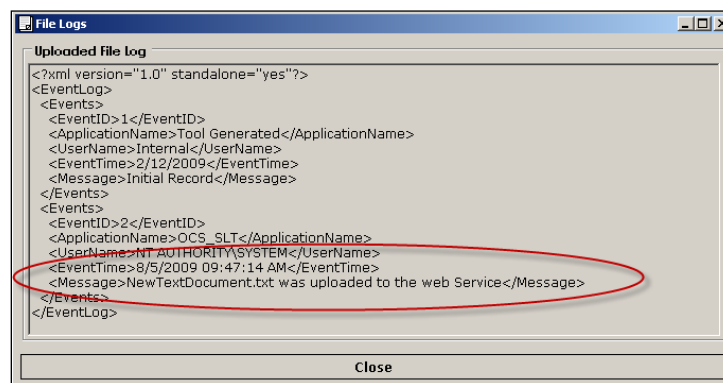 File Logs
Uploaded File Log
<?xml version="1.0" standalone="yes"?>
<EventLog>
<Events>
<EventID>1</EventID>
<ApplicationName>Tool Generated</ApplicationName>
<UserName>Internal</UserName>
<EventTime>2/12/2009</EventTime>
<Message>Initial Record</Message>
</Events>
<Events>
<EventID>2</EventID>
<ApplicationName>OCS_SLT</ApplicationName>
<UserName>NT AUTHORITY\SYSTEM</UserName>
<EventTime>8/5/2009 09:47:14 AM</EventTime>
<Message>NewTextDocument.txt was uploaded to the web Service</Message>
</Events>
</EventLog>
Close